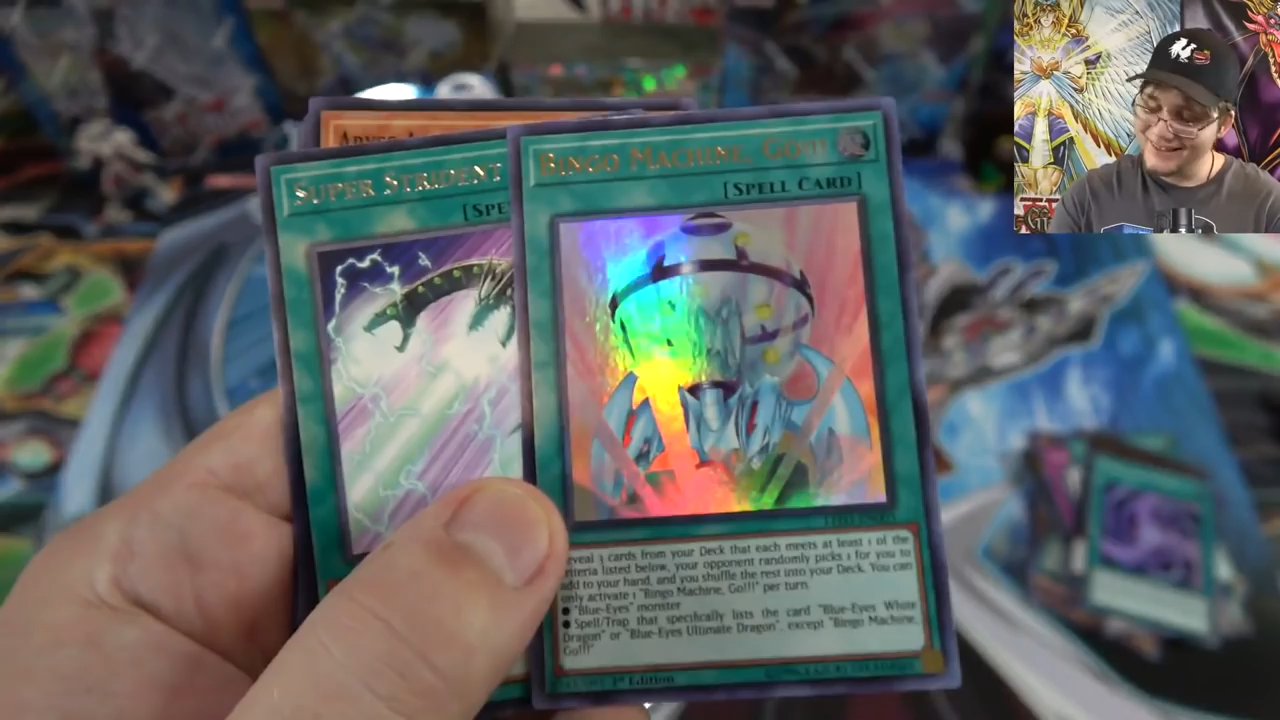 ABYSS
SUPER STRIDENT
[SPE
BINGO MACHINE, GO!!!
[SPELL CARD]
eveal 3 cards from your Deck that each meets at least 1 of the
criteria listed below, your opponent randomly picks 1 for you to
add to your hand, and you shuffle the rest into your Deck. You can
only activate 1 "Bingo Machine, Go!!!" per turn.
● "Blue-Eyes" monster
● Spell/Trap that specifically lists the card "Blue-Eyes White
Dragon" or "Blue-Eyes Ultimate Dragon", except "Bingo Machine,
Go!!!"
1st Edition